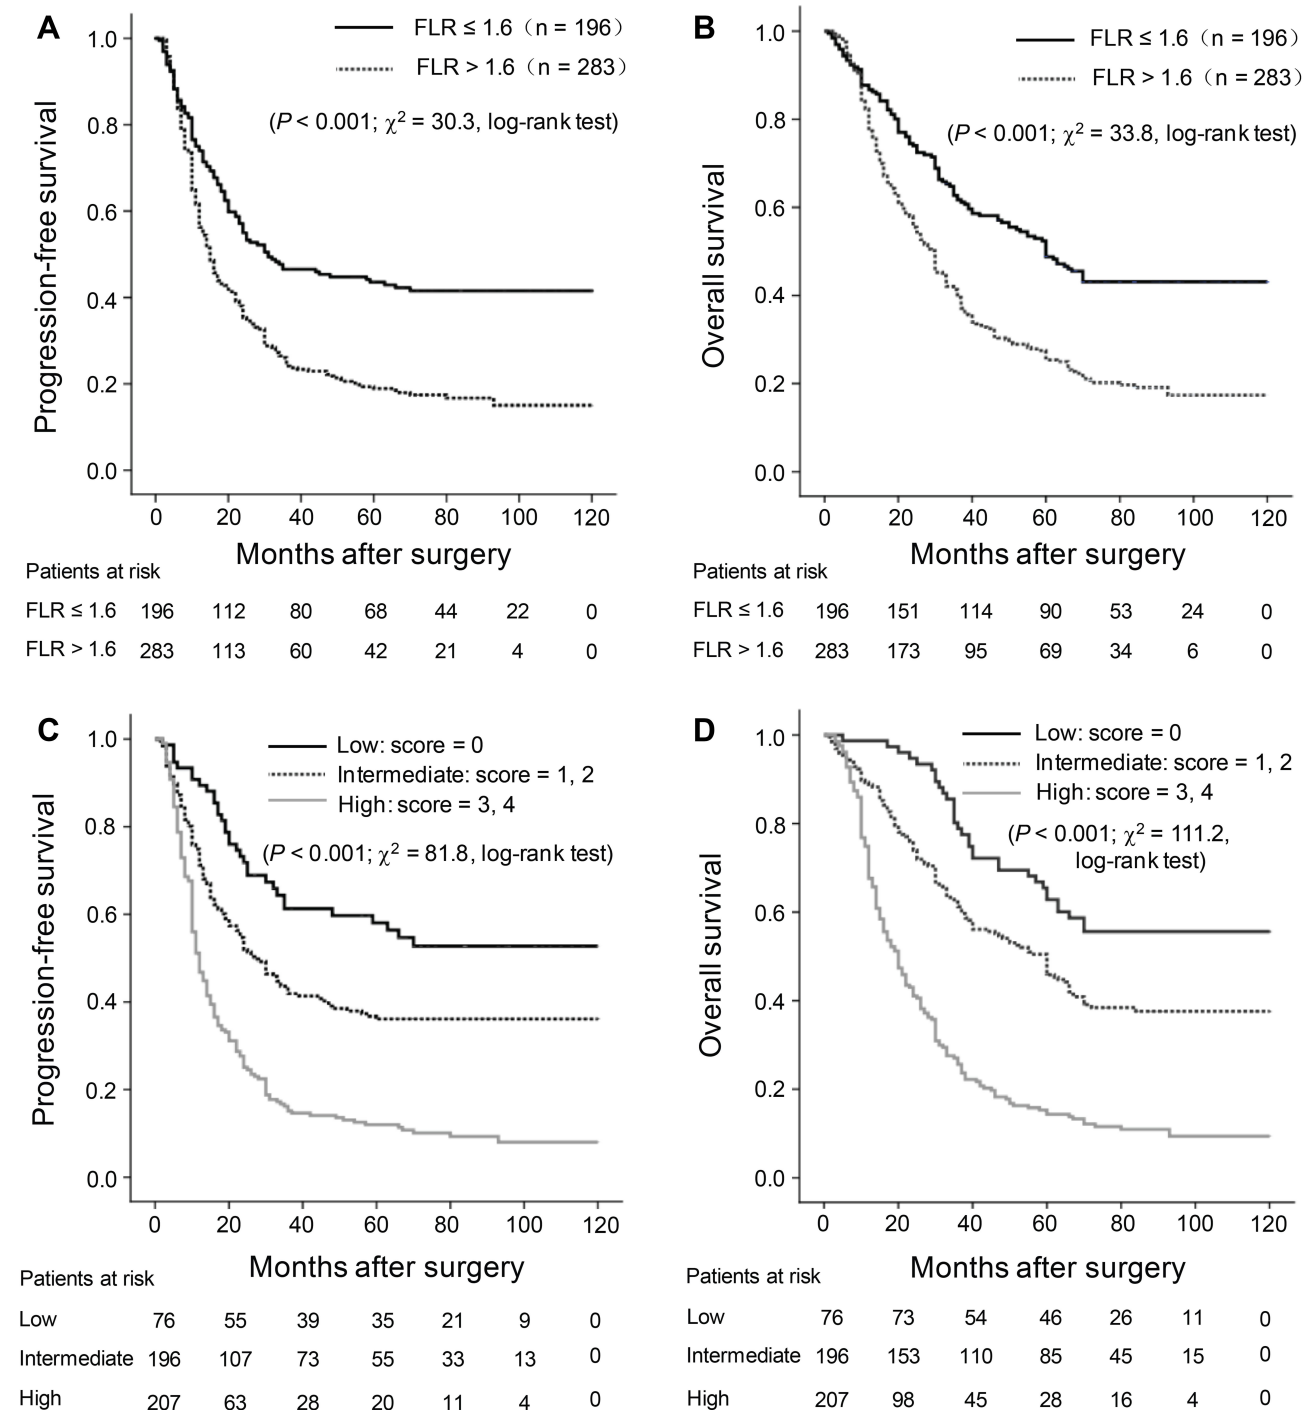 A
FLR ≤ 1.6（n = 196）
FLR > 1.6（n = 283）
(P < 0.001; χ² = 30.3, log-rank test)
Progression-free survival
1.0
0.8
0.6
0.4
0.2
0.0
0 20 40 60 80 100 120
Months after surgery
Patients at risk
FLR ≤ 1.6 196 112 80 68 44 22 0
FLR > 1.6 283 113 60 42 21 4 0
B
FLR ≤ 1.6（n = 196）
FLR > 1.6（n = 283）
(P < 0.001; χ² = 33.8, log-rank test)
Overall survival
1.0
0.8
0.6
0.4
0.2
0.0
0 20 40 60 80 100 120
Months after surgery
Patients at risk
FLR ≤ 1.6 196 151 114 90 53 24 0
FLR > 1.6 283 173 95 69 34 6 0
C
Low: score = 0
Intermediate: score = 1, 2
High: score = 3, 4
(P < 0.001; χ² = 81.8, log-rank test)
Progression-free survival
1.0
0.8
0.6
0.4
0.2
0.0
0 20 40 60 80 100 120
Months after surgery
Patients at risk
Low 76 55 39 35 21 9 0
Intermediate 196 107 73 55 33 13 0
High 207 63 28 20 11 4 0
D
Low: score = 0
Intermediate: score = 1, 2
High: score = 3, 4
(P < 0.001; χ² = 111.2,
log-rank test)
Overall survival
1.0
0.8
0.6
0.4
0.2
0.0
0 20 40 60 80 100 120
Months after surgery
Patients at risk
Low 76 73 54 46 26 11 0
Intermediate 196 153 110 85 45 15 0
High 207 98 45 28 16 4 0